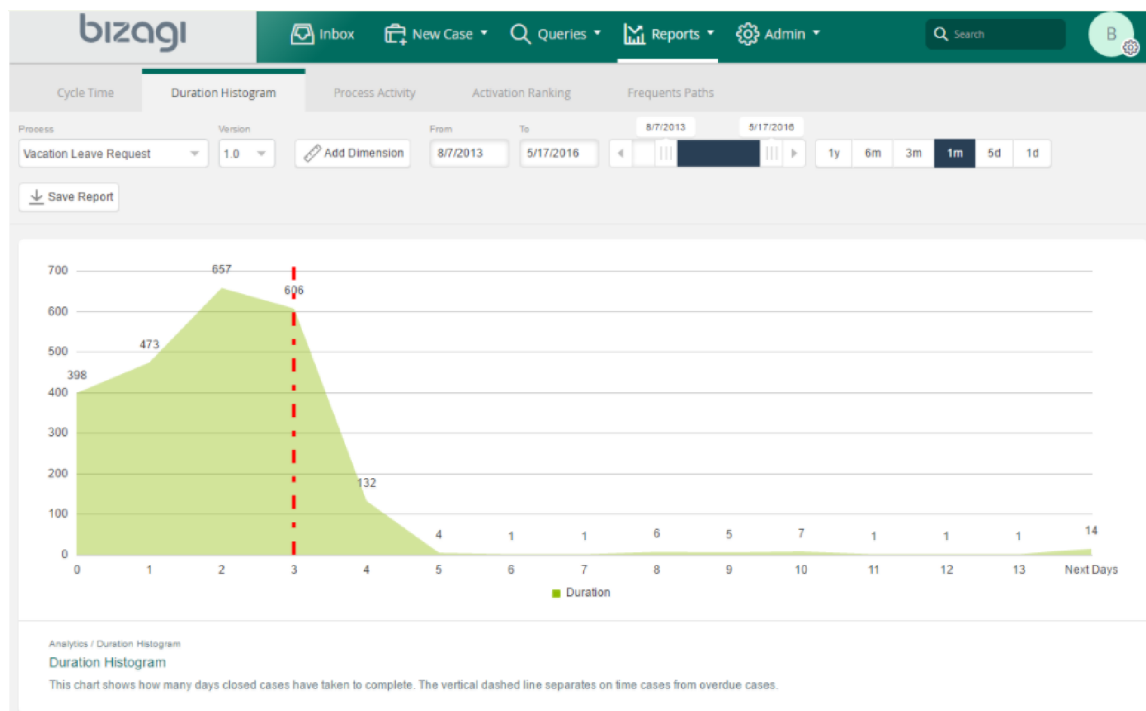 bizagi
Inbox New Case Queries Reports Admin Search B
Cycle Time Duration Histogram Process Activity Activation Ranking Frequents Paths
Process Version From To 8/7/2013 5/17/2016
Vacation Leave Request 1.0 Add Dimension 8/7/2013 5/17/2016 1y 6m 3m 1m 5d 1d
Save Report
700
600
500
400
300
200
100
0
398 473 657 606 132 4 1 1 6 5 7 1 1 1 14
0 1 2 3 4 5 6 7 8 9 10 11 12 13 Next Days
Duration
Analytics / Duration Histogram
Duration Histogram
This chart shows how many days closed cases have taken to complete. The vertical dashed line separates on time cases from overdue cases.